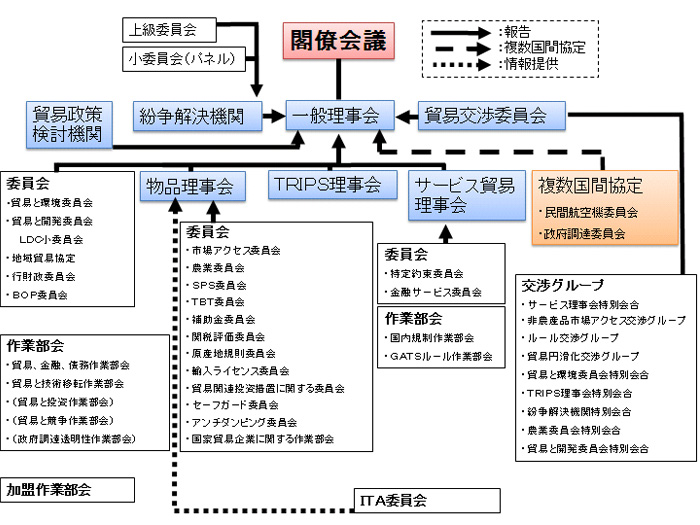 上級委員会
小委員会(パネル)
閣僚会議
:報告
:複数国間協定
:情報提供
貿易政策
検討機関
紛争解決機関
一般理事会
貿易交渉委員会
委員会
・貿易と環境委員会
・貿易と開発委員会
LDC小委員会
・地域貿易協定
・行財政委員会
・BOP委員会
物品理事会
TRIPS理事会
サービス貿易
理事会
複数国間協定
・民間航空機委員会
・政府調達委員会
委員会
・市場アクセス委員会
・農業委員会
・SPS委員会
・TBT委員会
・補助金委員会
・関税評価委員会
・原産地規則委員会
・輸入ライセンス委員会
・貿易関連投資措置に関する委員会
・セーフガード委員会
・アンチダンピング委員会
・国家貿易企業に関する作業部会
委員会
・特定約束委員会
・金融サービス委員会
作業部会
・国内規制作業部会
・GATSルール作業部会
交渉グループ
・サービス理事会特別会合
・非農産品市場アクセス交渉グループ
・ルール交渉グループ
・貿易円滑化交渉グループ
・貿易と環境委員会特別会合
・TRIPS理事会特別会合
・紛争解決機関特別会合
・農業委員会特別会合
・貿易と開発委員会特別会合
作業部会
・貿易、金融、債務作業部会
・貿易と技術移転作業部会
・(貿易と投資作業部会)
・(貿易と競争作業部会)
・(政府調達透明性作業部会)
加盟作業部会
ITA委員会